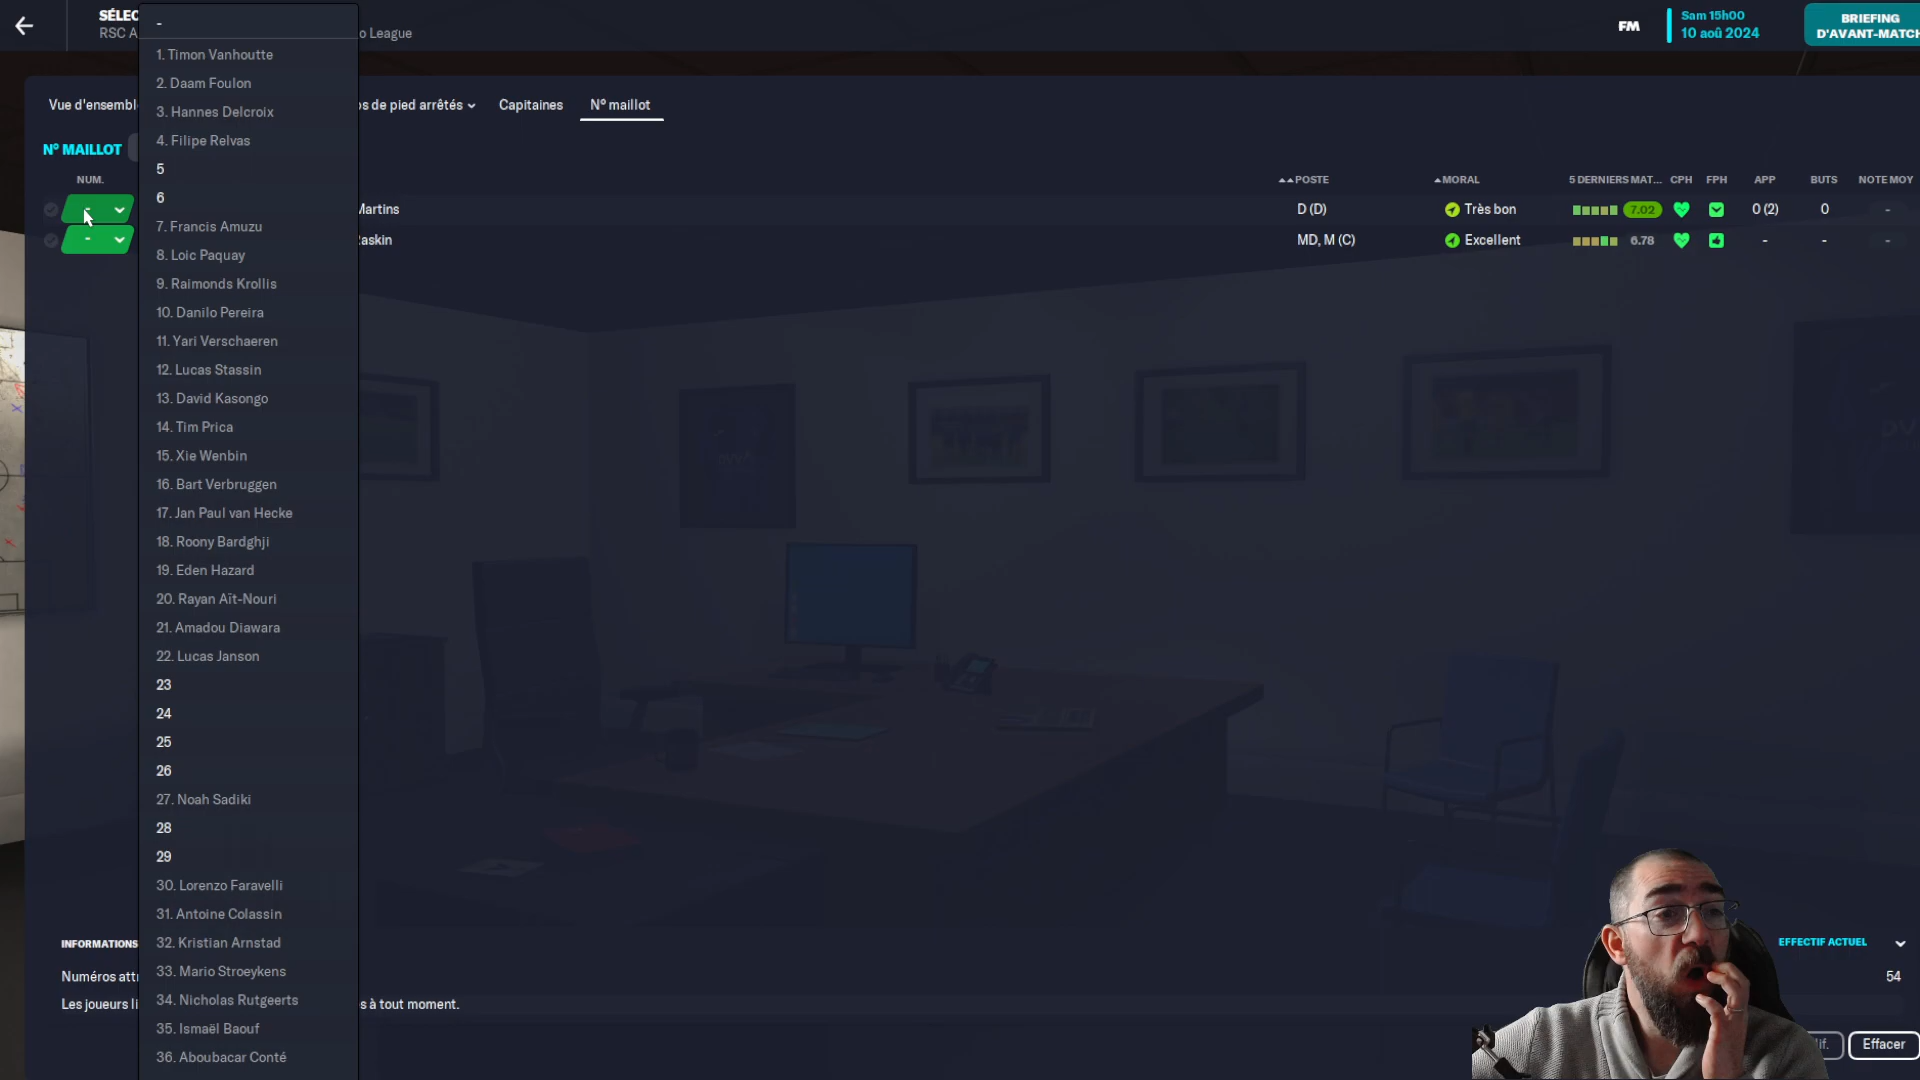 SÉLEC
RSC A
o League
FM
Sam 15h00
10 aoû 2024
BRIEFING
D'AVANT-MATCH
Vue d'ensembl
os de pied arrêtés
Capitaines
N° maillot
N° MAILLOT
NUM.
POSTE
MORAL
5 DERNIERS MAT...
CPH
FPH
APP
BUTS
NOTE MOY
-
Martins
D (D)
Très bon
7.02
0 (2)
0
-
-
Raskin
MD, M (C)
Excellent
6.78
-
-
-
-
1. Timon Vanhoutte
2. Daam Foulon
3. Hannes Delcroix
4. Filipe Relvas
5
6
7. Francis Amuzu
8. Loic Paquay
9. Raimonds Krollis
10. Danilo Pereira
11. Yari Verschaeren
12. Lucas Stassin
13. David Kasongo
14. Tim Prica
15. Xie Wenbin
16. Bart Verbruggen
17. Jan Paul van Hecke
18. Roony Bardghji
19. Eden Hazard
20. Rayan Aït-Nouri
21. Amadou Diawara
22. Lucas Janson
23
24
25
26
27. Noah Sadiki
28
29
30. Lorenzo Faravelli
31. Antoine Colassin
32. Kristian Arnstad
33. Mario Stroeykens
34. Nicholas Rutgeerts
35. Ismaël Baouf
36. Aboubacar Conté
INFORMATIONS
EFFECTIF ACTUEL
Numéros attr
54
Les joueurs li
s à tout moment.
lif.
Effacer